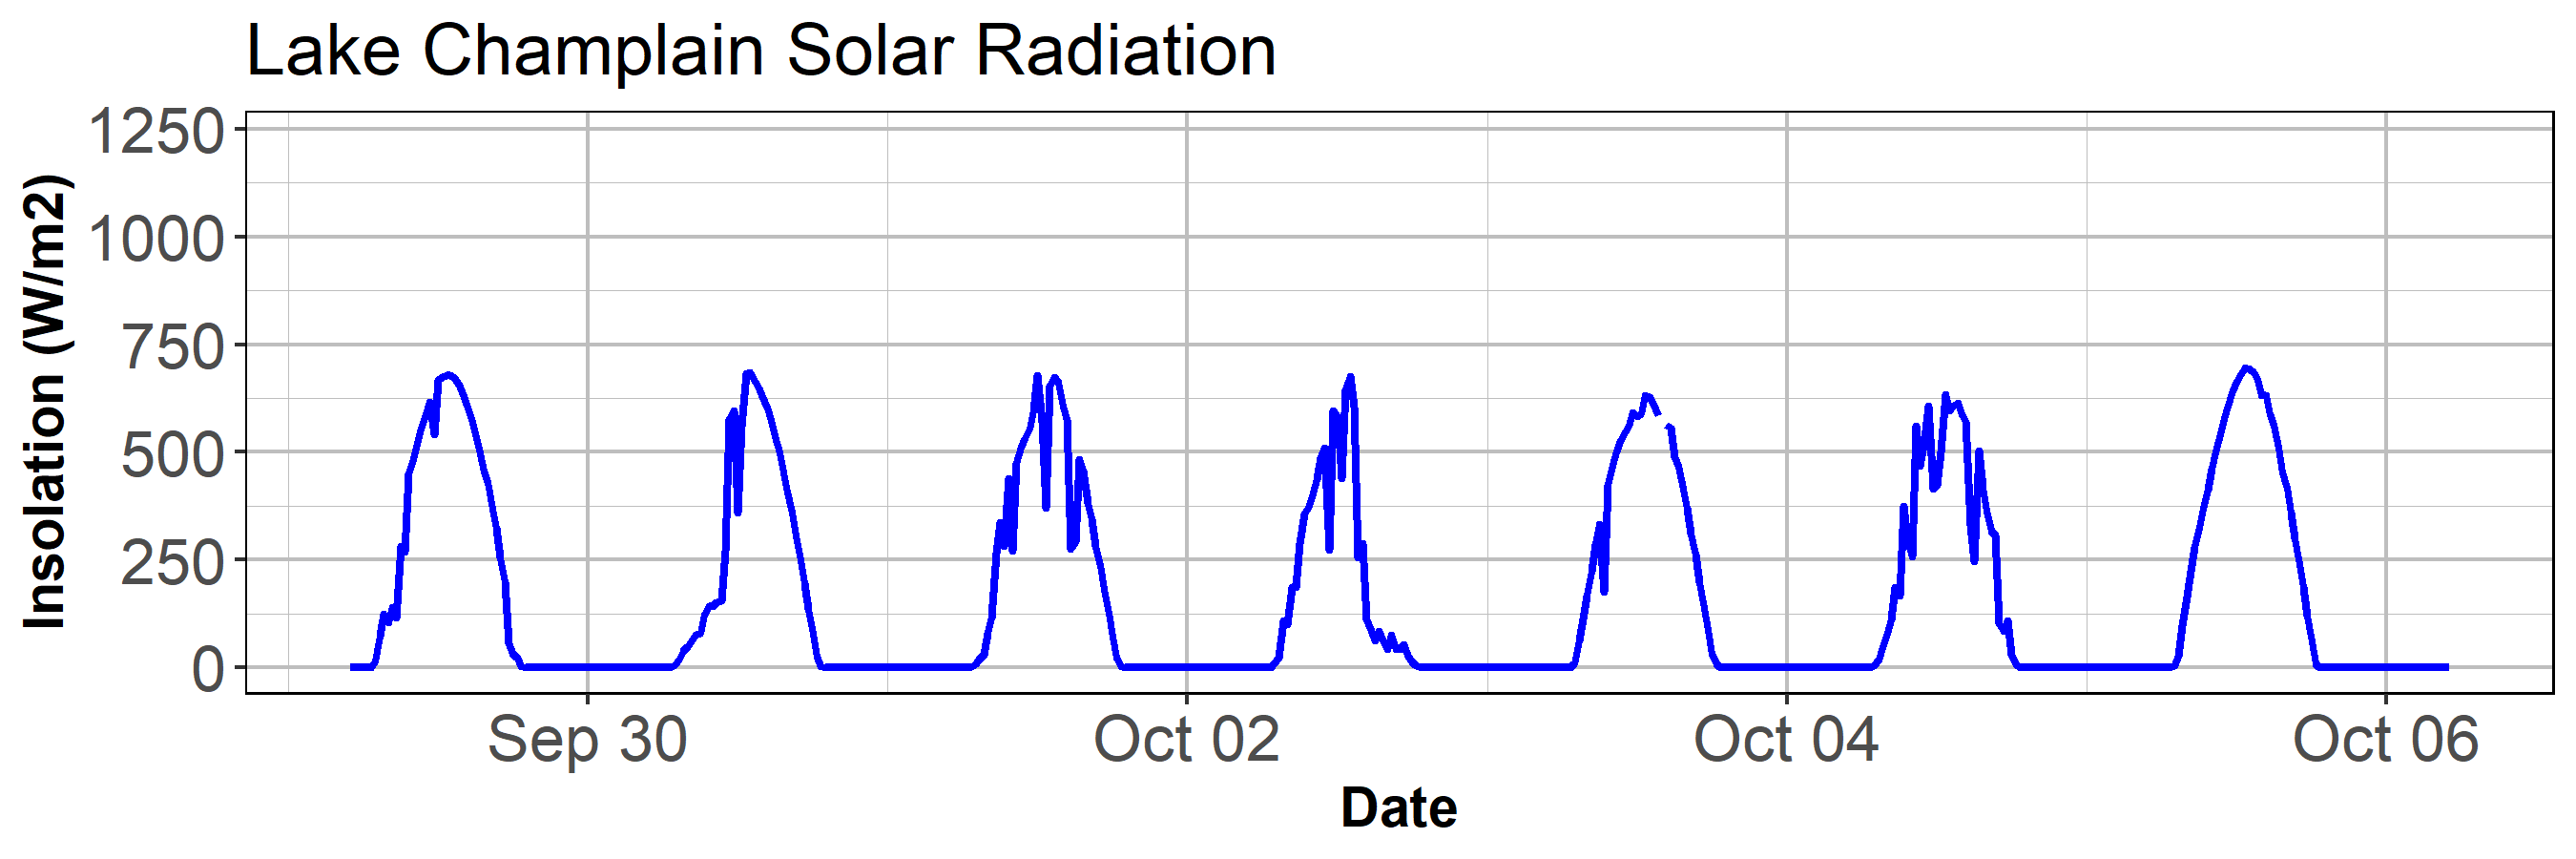 Lake Champlain Solar Radiation
1250
1000
750
500
250
0
Insolation (W/m2)
Sep 30
Oct 02
Oct 04
Oct 06
Date